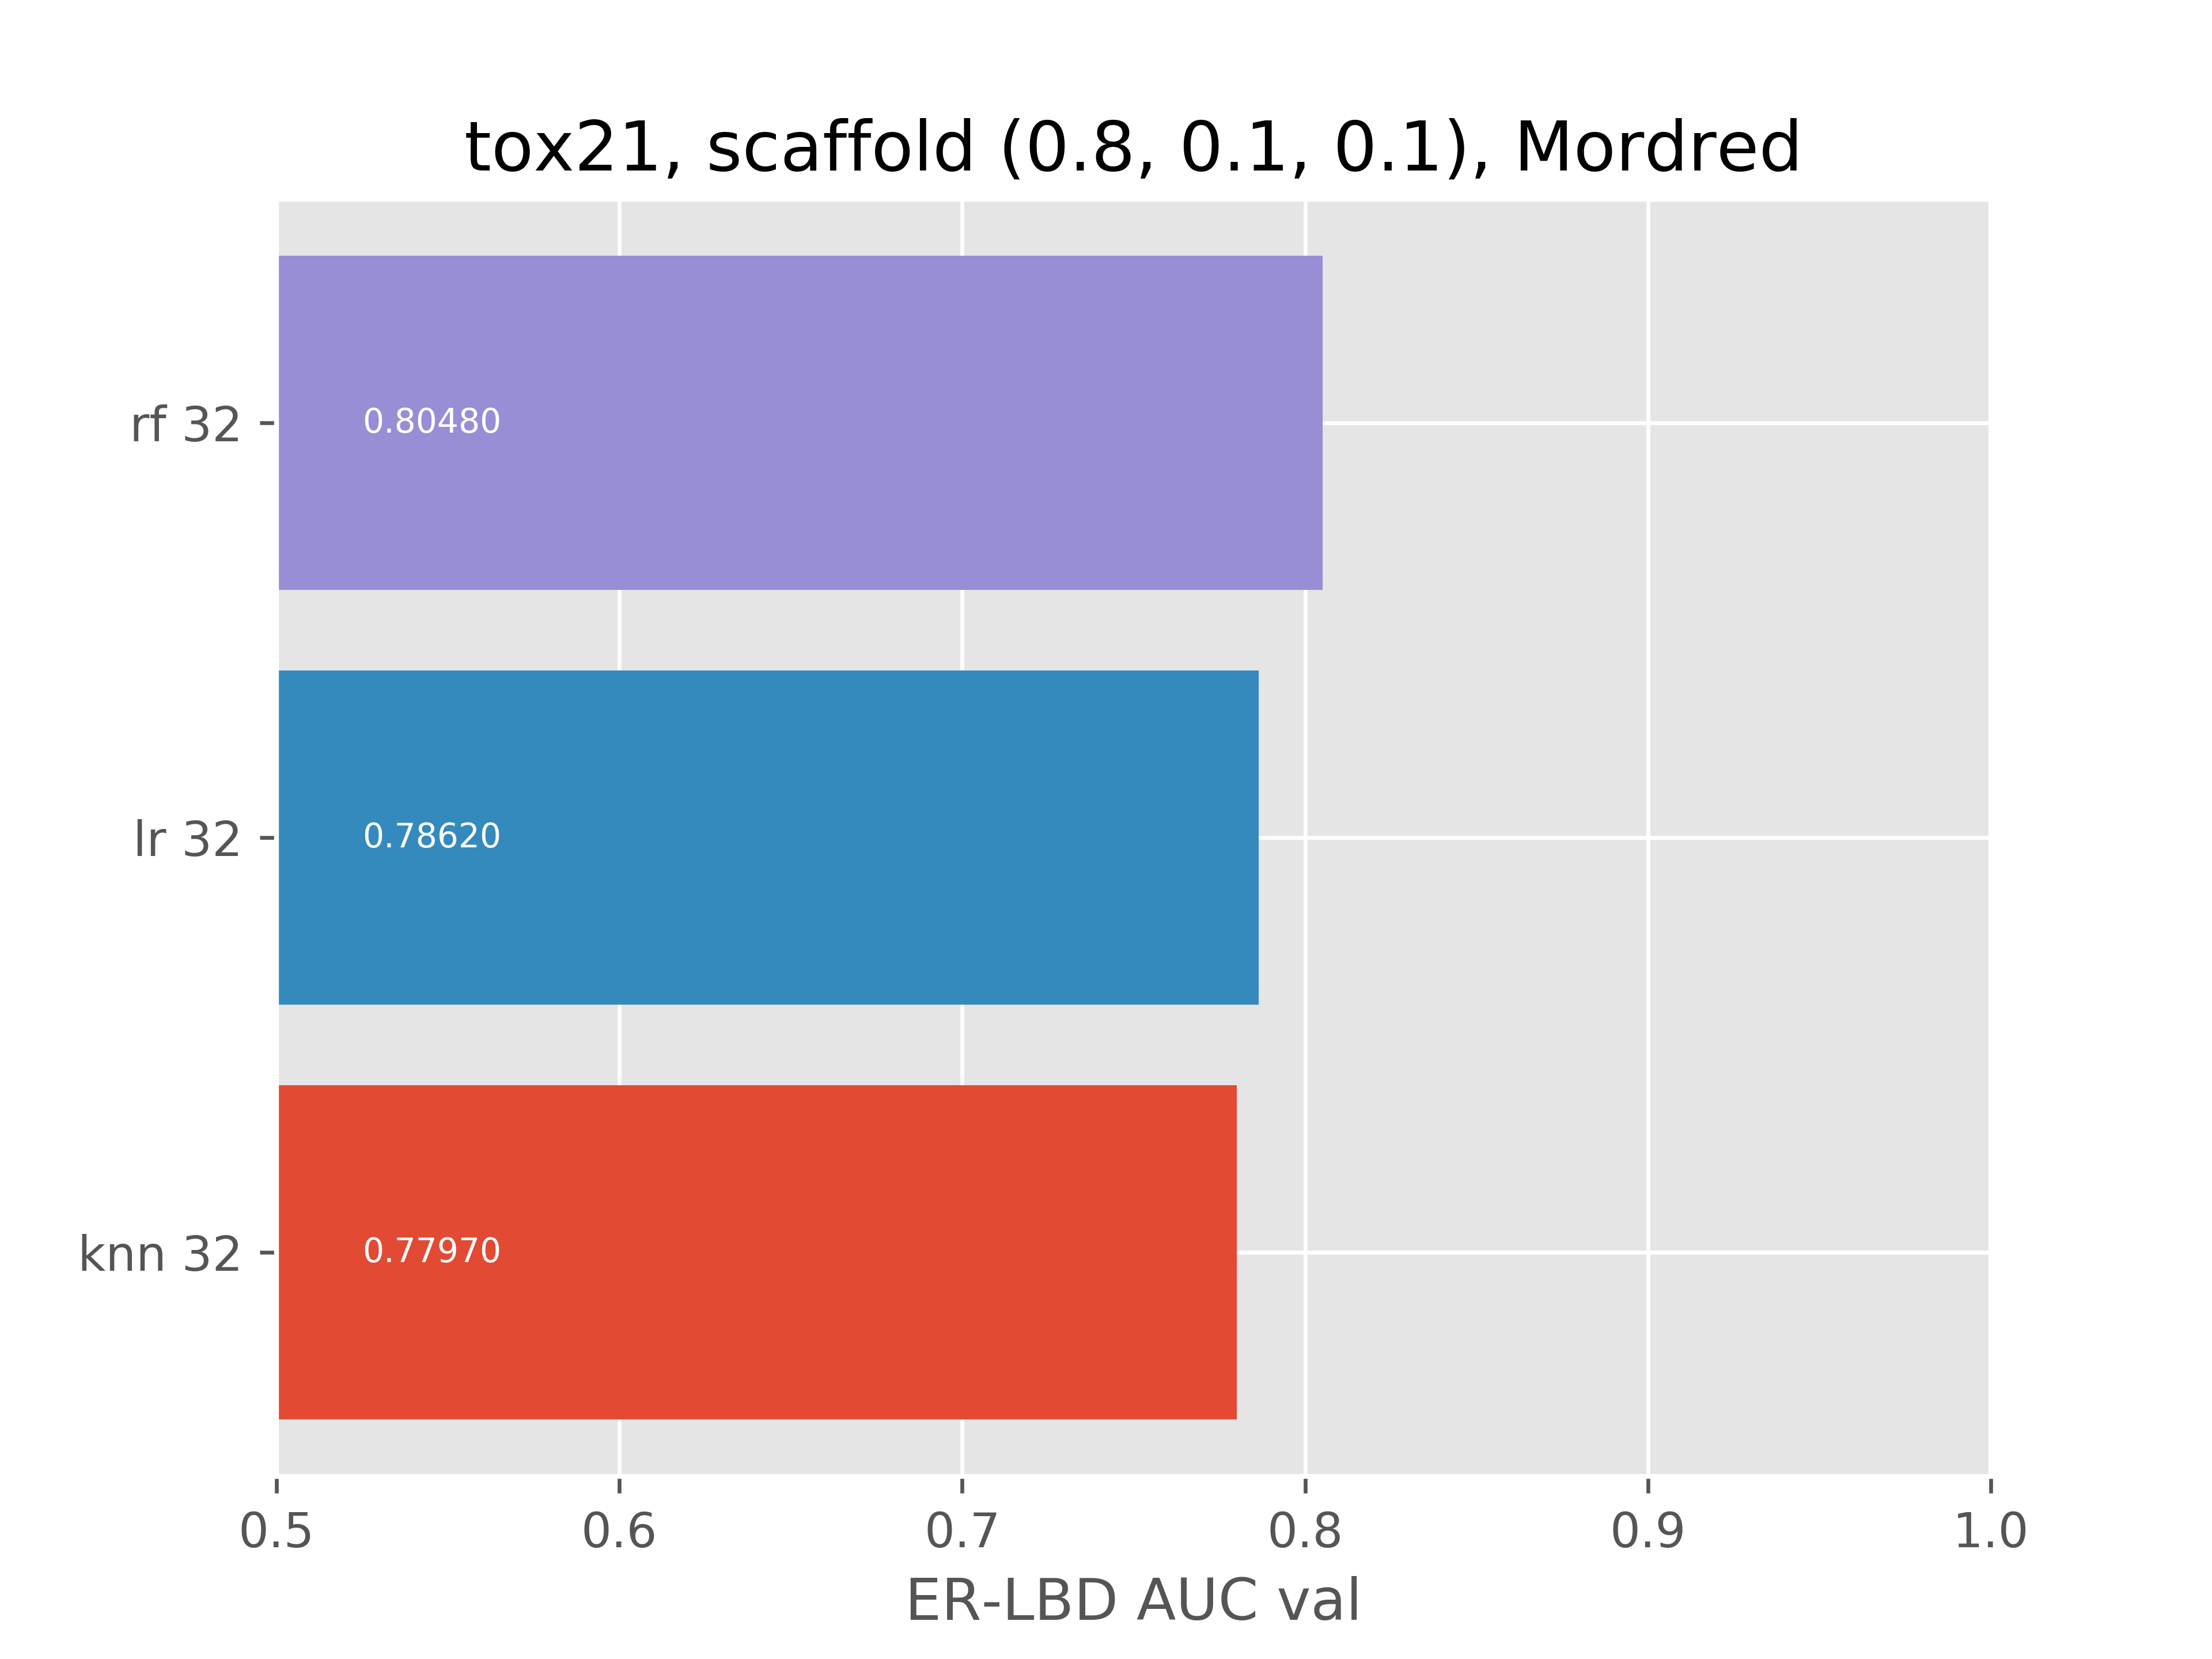 tox21, scaffold (0.8, 0.1, 0.1), Mordred
rf 32
0.80480
lr 32
0.78620
knn 32
0.77970
0.5 0.6 0.7 0.8 0.9 1.0
ER-LBD AUC val